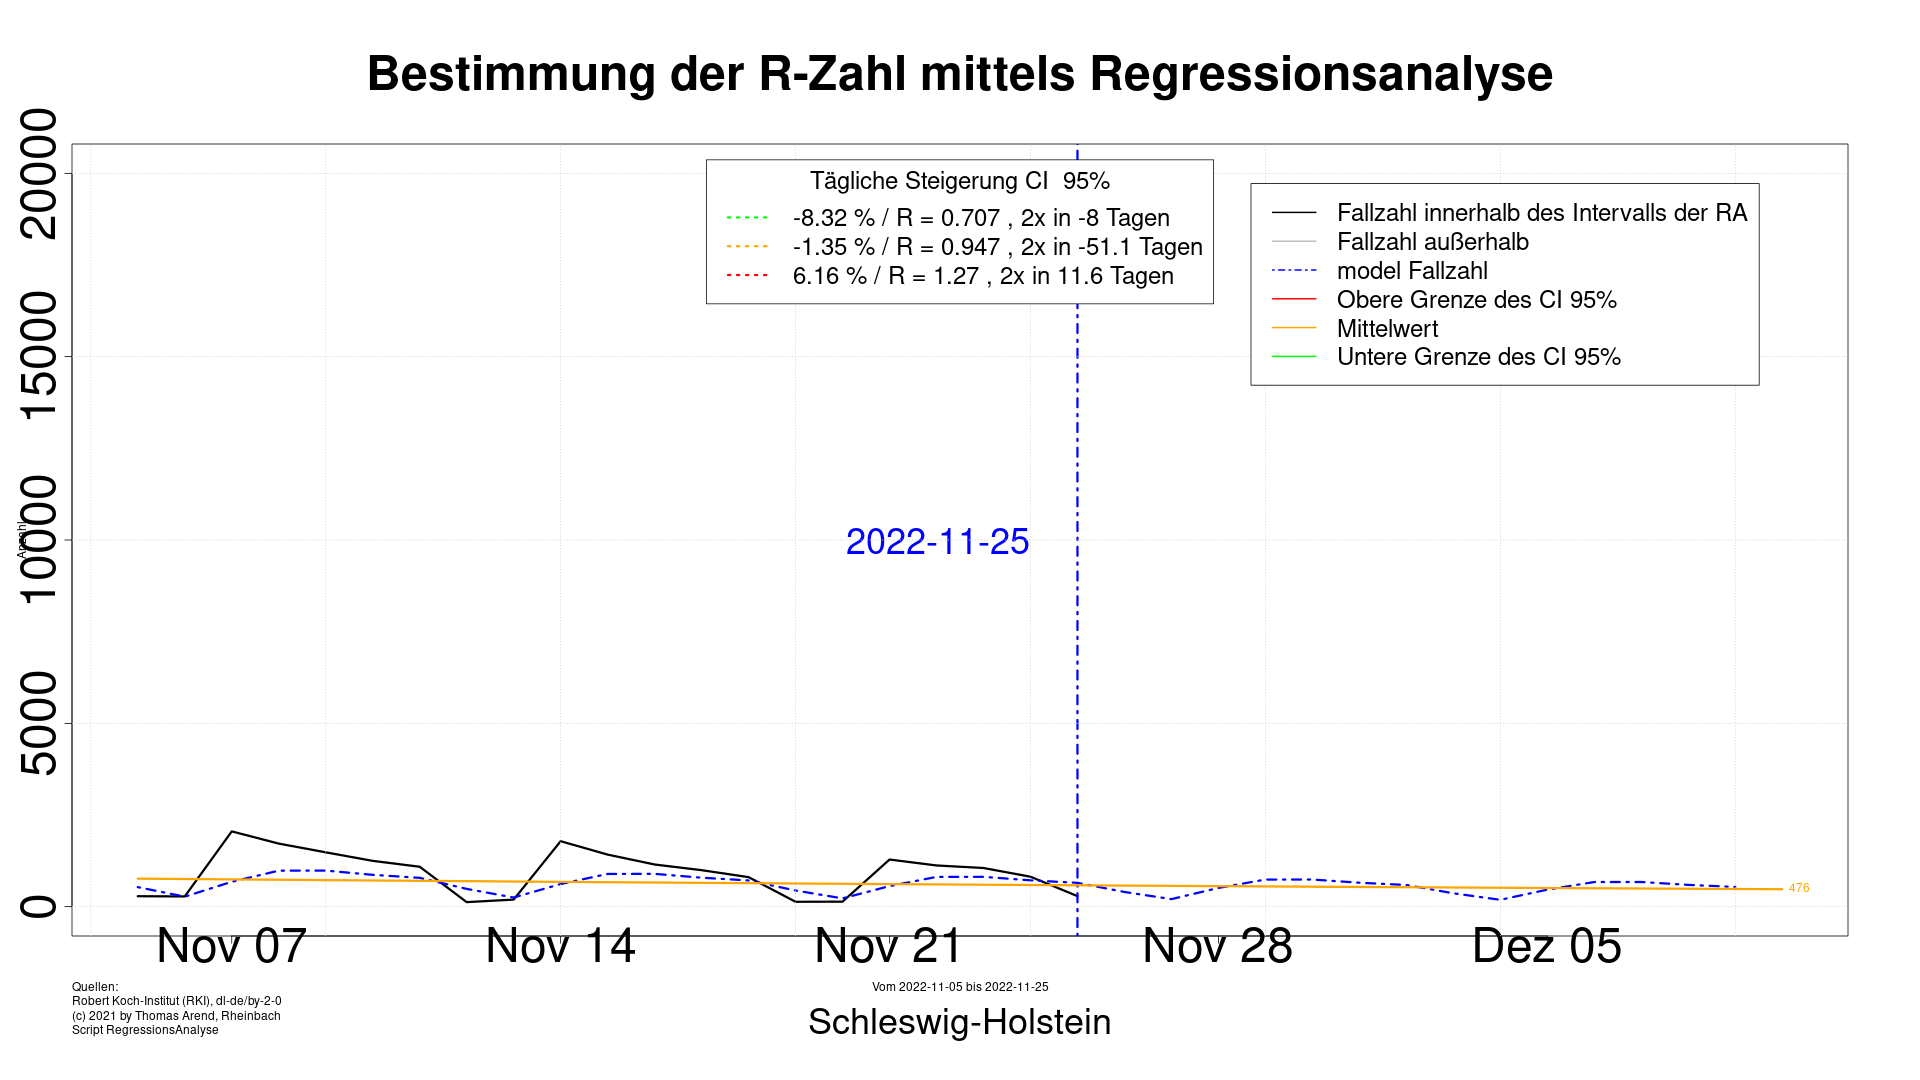 Bestimmung der R-Zahl mittels Regressionsanalyse
20000
15000
10000
5000
0
Anzahl
Tägliche Steigerung CI  95%
-8.32 % / R = 0.707 , 2x in -8 Tagen
-1.35 % / R = 0.947 , 2x in -51.1 Tagen
6.16 % / R = 1.27 , 2x in 11.6 Tagen
Fallzahl innerhalb des Intervalls der RA
Fallzahl außerhalb
model Fallzahl
Obere Grenze des CI 95%
Mittelwert
Untere Grenze des CI 95%
2022-11-25
476
Nov 07
Nov 14
Nov 21
Nov 28
Dez 05
Quellen:
Robert Koch-Institut (RKI), dl-de/by-2-0
(c) 2021 by Thomas Arend, Rheinbach
Script RegressionsAnalyse
Vom 2022-11-05 bis 2022-11-25
Schleswig-Holstein